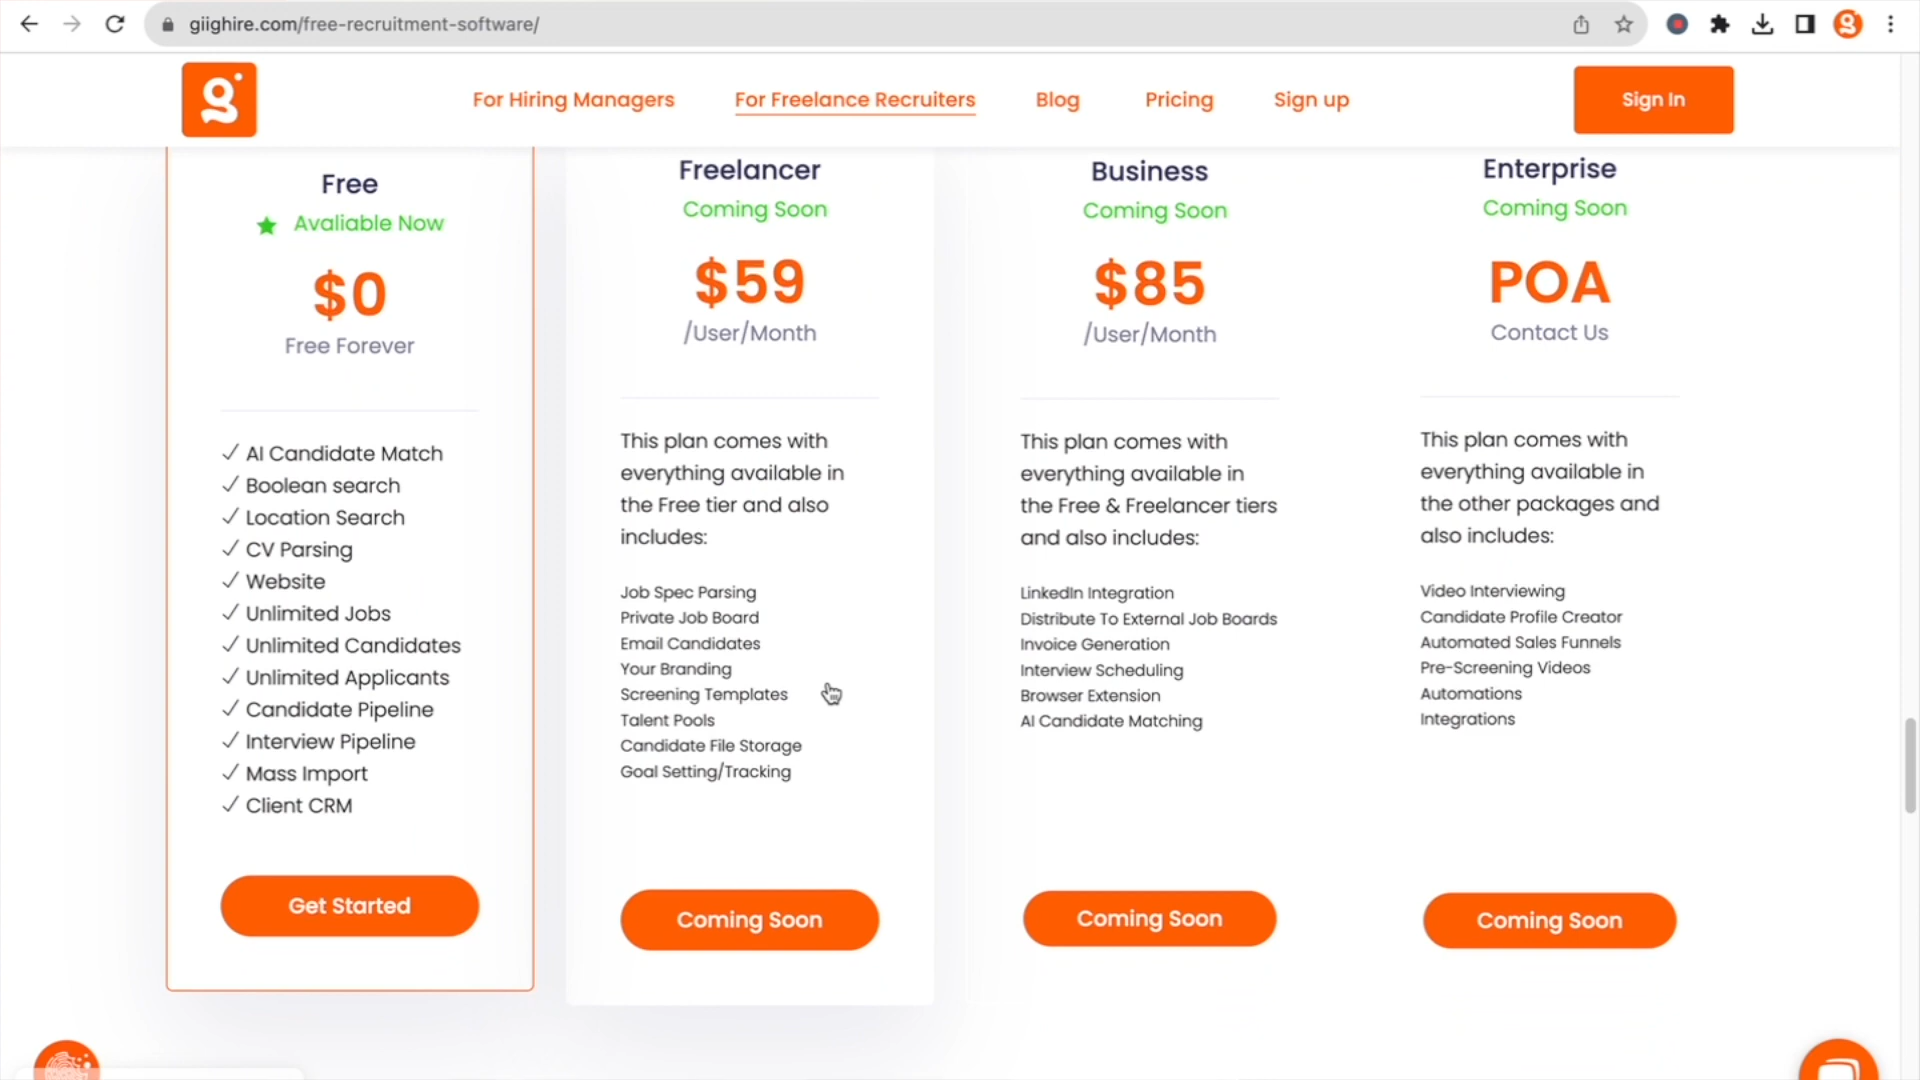 giighire.com/free-recruitment-software/
g
For Hiring Managers
For Freelance Recruiters
Blog
Pricing
Sign up
Sign In
Free
Avaliable Now
$0
Free Forever
AI Candidate Match
Boolean search
Location Search
CV Parsing
Website
Unlimited Jobs
Unlimited Candidates
Unlimited Applicants
Candidate Pipeline
Interview Pipeline
Mass Import
Client CRM
Get Started
Freelancer
Coming Soon
$59
/User/Month
This plan comes with
everything available in
the Free tier and also
includes:
Job Spec Parsing
Private Job Board
Email Candidates
Your Branding
Screening Templates
Talent Pools
Candidate File Storage
Goal Setting/Tracking
Coming Soon
Business
Coming Soon
$85
/User/Month
This plan comes with
everything available in
the Free & Freelancer tiers
and also includes:
LinkedIn Integration
Distribute To External Job Boards
Invoice Generation
Interview Scheduling
Browser Extension
AI Candidate Matching
Coming Soon
Enterprise
Coming Soon
POA
Contact Us
This plan comes with
everything available in
the other packages and
also includes:
Video Interviewing
Candidate Profile Creator
Automated Sales Funnels
Pre-Screening Videos
Automations
Integrations
Coming Soon